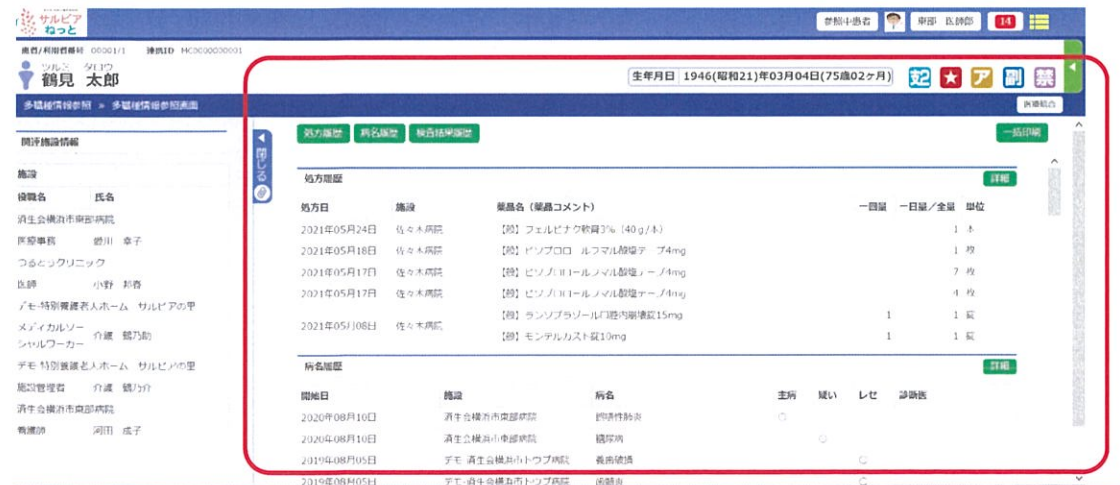 サルビア
ねっと
参照中患者
東部 医師郎
14
患者/利用者番号 00001/1 連携ID MC0000000001
ツルミ タロウ
鶴見 太郎
生年月日 1946(昭和21)年03月04日(75歳02ヶ月)
ア 副 禁
多職種情報参照 » 多職種情報参照画面
関連施設情報
閉じる
処方履歴 病名履歴 検査結果履歴
一括印刷
施設
役職名 氏名
済生会横浜市東部病院
医療事務 幸子
つるとうクリニック
医師 小野 邦春
デモ-特別養護老人ホーム サルビアの里
メディカルソー
シャルワーカー 介護 鶴乃助
デモ-特別養護老人ホーム サルビアの里
施設管理者 介護 鶴乃介
済生会横浜市東部病院
看護師 河田 成子
処方履歴
詳細
処方日 施設 薬品名（薬品コメント） 一回量 一日量／全量 単位
2021年05月24日 佐々木病院 【般】フェルビナク軟膏3%（40g/本） 1 本
2021年05月18日 佐々木病院 【般】ビソプロロールフマル酸塩テープ4mg 1 枚
2021年05月17日 佐々木病院 【般】ビソプロロールフマル酸塩テープ4mg 7 枚
2021年05月17日 佐々木病院 【般】ビソプロロールフマル酸塩テープ4mg 4 枚
2021年05月08日 佐々木病院 【般】ランソプラゾール口腔内崩壊錠15mg 1 1 錠
【般】モンテルカスト錠10mg 1 1 錠
病名履歴
詳細
開始日 施設 病名 主病 疑い レセ 診断医
2020年08月10日 済生会横浜市東部病院 性肺炎 ○
2020年08月10日 済生会横浜市東部病院 糖尿病 ○
2019年08月05日 デモ-済生会横浜市トウブ病院 義歯破損 ○
2019年08月05日 デモ-済生会横浜市トウブ病院 歯髄炎 ○